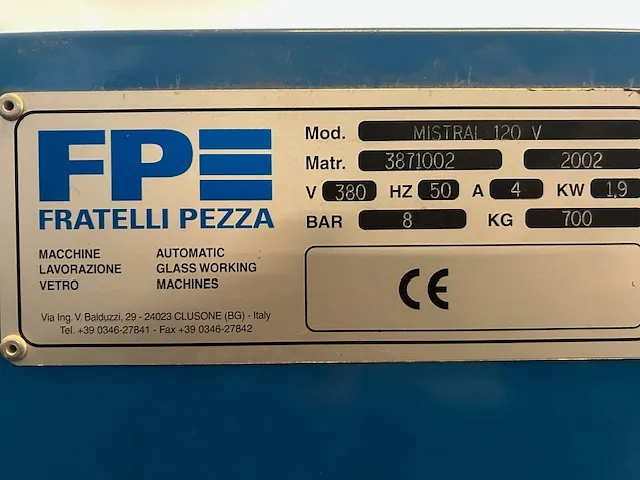 FPE
FRATELLI PEZZA
MACCHINE
LAVORAZIONE
VETRO
AUTOMATIC
GLASS WORKING
MACHINES
Via Ing. V. Balduzzi, 29 - 24023 CLUSONE (BG) - Italy
Tel. +39 0346-27841 - Fax +39 0346-27842
Mod. MISTRAL 120 V
Matr. 3871002 2002
V 380 HZ 50 A 4 KW 1,9
BAR 8 KG 700
CE